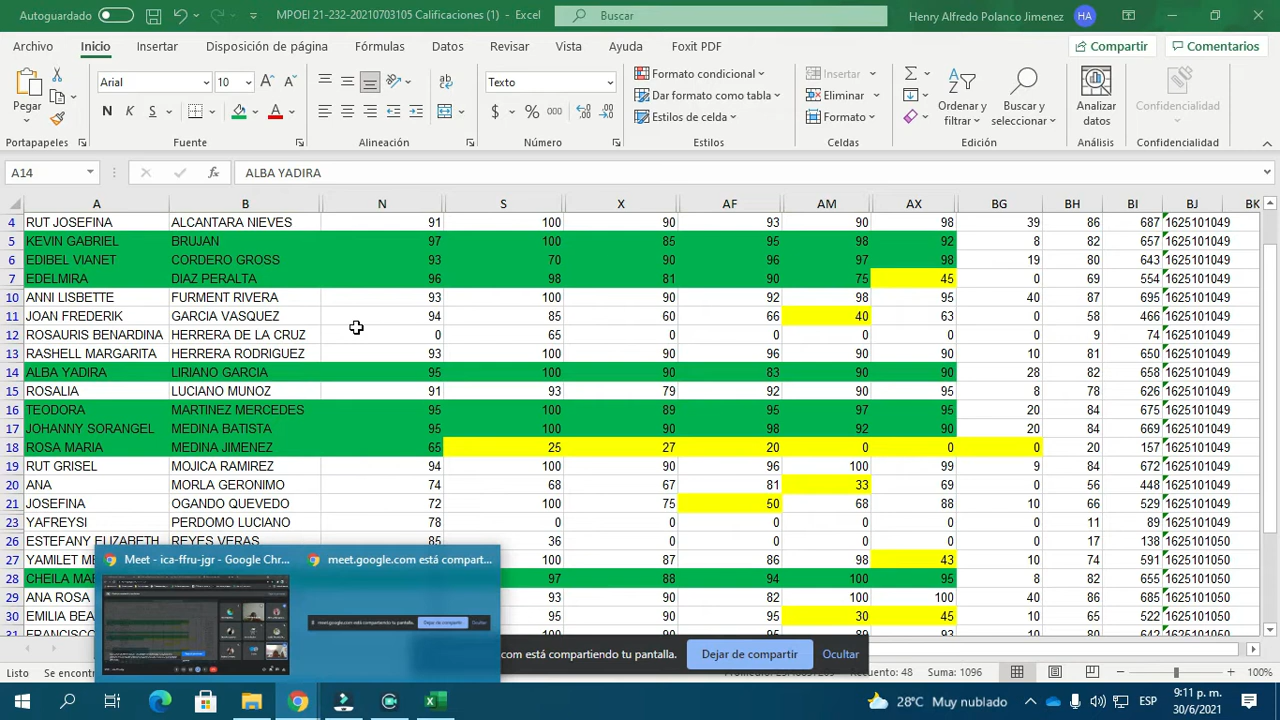 Autoguardado MPOEI 21-232-20210703105 Calificaciones (1) - Excel Buscar Henry Alfredo Polanco Jimenez HA
Archivo Inicio Insertar Disposición de página Fórmulas Datos Revisar Vista Ayuda Foxit PDF Compartir Comentarios
Arial 10 Texto Formato condicional Insertar
Pegar Dar formato como tabla Eliminar Ordenar y filtrar Buscar y seleccionar Analizar datos Confidencialidad
N K S $ % 000 Estilos de celda Formato
Portapapeles Fuente Alineación Número Estilos Celdas Edición Análisis Confidencialidad
A14 fx ALBA YADIRA
A B N S X AF AM AX BG BH BI BJ BK
4 RUT JOSEFINA ALCANTARA NIEVES 91 100 90 93 90 98 39 86 687 1625101049
5 KEVIN GABRIEL BRUJAN 97 100 85 95 98 92 8 82 657 1625101049
6 EDIBEL VIANET CORDERO GROSS 93 70 90 96 97 98 19 80 643 1625101049
7 EDELMIRA DIAZ PERALTA 96 98 81 90 75 45 0 69 554 1625101049
10 ANNI LISBETTE FURMENT RIVERA 93 100 90 92 98 95 40 87 695 1625101049
11 JOAN FREDERIK GARCIA VASQUEZ 94 85 60 66 40 63 0 58 466 1625101049
12 ROSAURIS BENARDINA HERRERA DE LA CRUZ 0 65 0 0 0 0 0 9 74 1625101049
13 RASHELL MARGARITA HERRERA RODRIGUEZ 93 100 90 96 90 90 10 81 650 1625101049
14 ALBA YADIRA LIRIANO GARCIA 95 100 90 83 90 90 28 82 658 1625101049
15 ROSALIA LUCIANO MUNOZ 91 93 79 92 90 95 8 78 626 1625101049
16 TEODORA MARTINEZ MERCEDES 95 100 89 95 97 95 20 84 675 1625101049
17 JOHANNY SORANGEL MEDINA BATISTA 95 100 90 98 92 90 20 84 669 1625101049
18 ROSA MARIA MEDINA JIMENEZ 65 25 27 20 0 0 0 20 157 1625101049
19 RUT GRISEL MOJICA RAMIREZ 94 100 90 96 100 99 9 84 672 1625101049
20 ANA MORLA GERONIMO 74 68 67 81 33 69 0 56 448 1625101049
21 JOSEFINA OGANDO QUEVEDO 72 100 75 50 68 88 10 66 529 1625101049
23 YAFREYSI PERDOMO LUCIANO 78 0 0 0 0 0 0 11 89 1625101049
26 ESTEFANY ELIZABETH REYES VERAS 85 36 0 0 0 0 0 17 138 1625101049
27 YAMILET M 87 86 98 43 10 74 591 1625101050
28 CHEILA MA 97 88 94 100 95 1625101050
29 ANA ROSA 93 90 82 100 100 40 1625101050
30 EMILIA BEA 85 30 45 0 1625101050
31 FRANCISCO 10 80 642
Meet - ica-ffru-jgr - Google Chr... meet.google.com está compart...
com está compartiendo tu pantalla. Dejar de compartir Ocultar
Listo Se encontra Recuento: 48 Suma: 1096 100%
28°C Muy nublado ESP 9:11 p. m.
30/6/2021